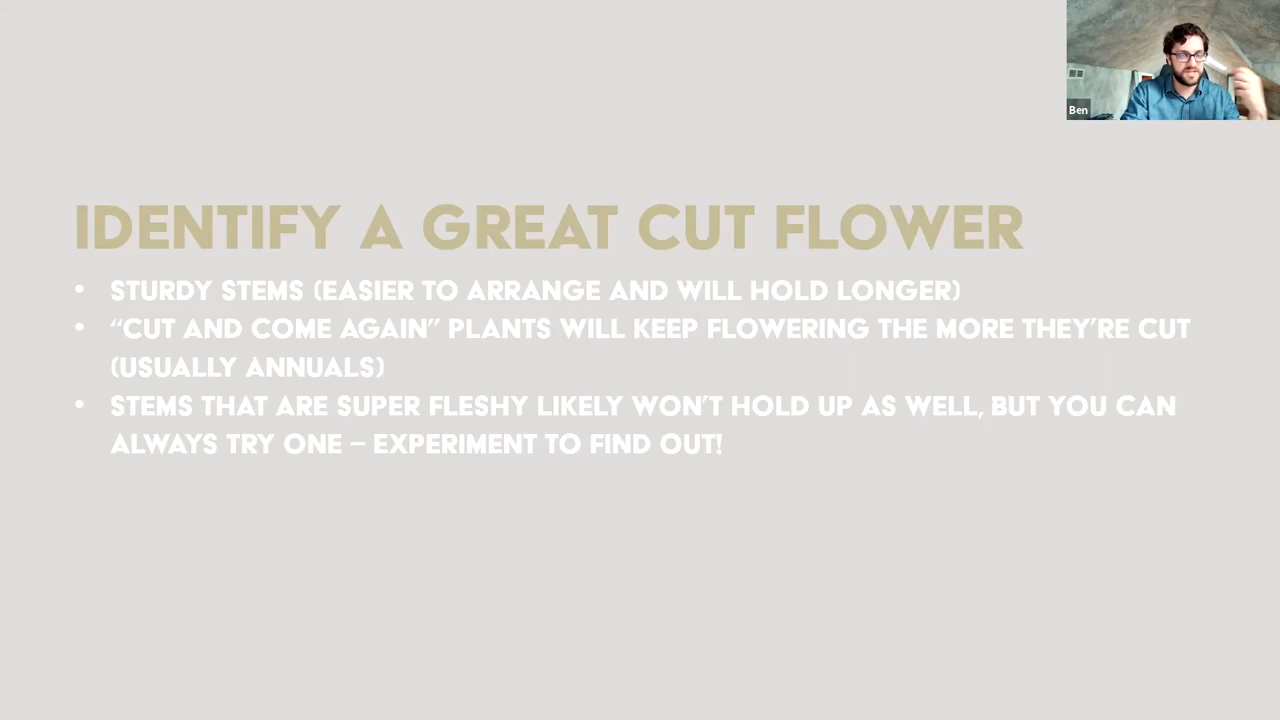 Ben
IDENTIFY A GREAT CUT FLOWER
• STURDY STEMS (EASIER TO ARRANGE AND WILL HOLD LONGER)
• “CUT AND COME AGAIN” PLANTS WILL KEEP FLOWERING THE MORE THEY’RE CUT
(USUALLY ANNUALS)
• STEMS THAT ARE SUPER FLESHY LIKELY WON’T HOLD UP AS WELL, BUT YOU CAN
ALWAYS TRY ONE – EXPERIMENT TO FIND OUT!